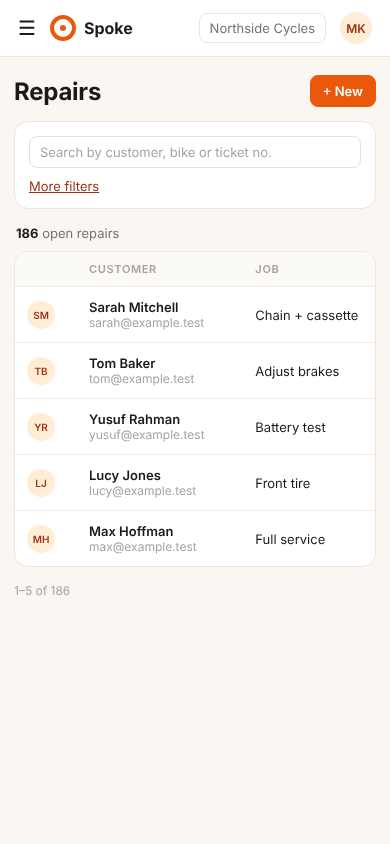 ☰ Spoke Northside Cycles MK
Repairs + New
Search by customer, bike or ticket no.
More filters
186 open repairs
CUSTOMER JOB
SM Sarah Mitchell Chain + cassette
sarah@example.test
TB Tom Baker Adjust brakes
tom@example.test
YR Yusuf Rahman Battery test
yusuf@example.test
LJ Lucy Jones Front tire
lucy@example.test
MH Max Hoffman Full service
max@example.test
1–5 of 186